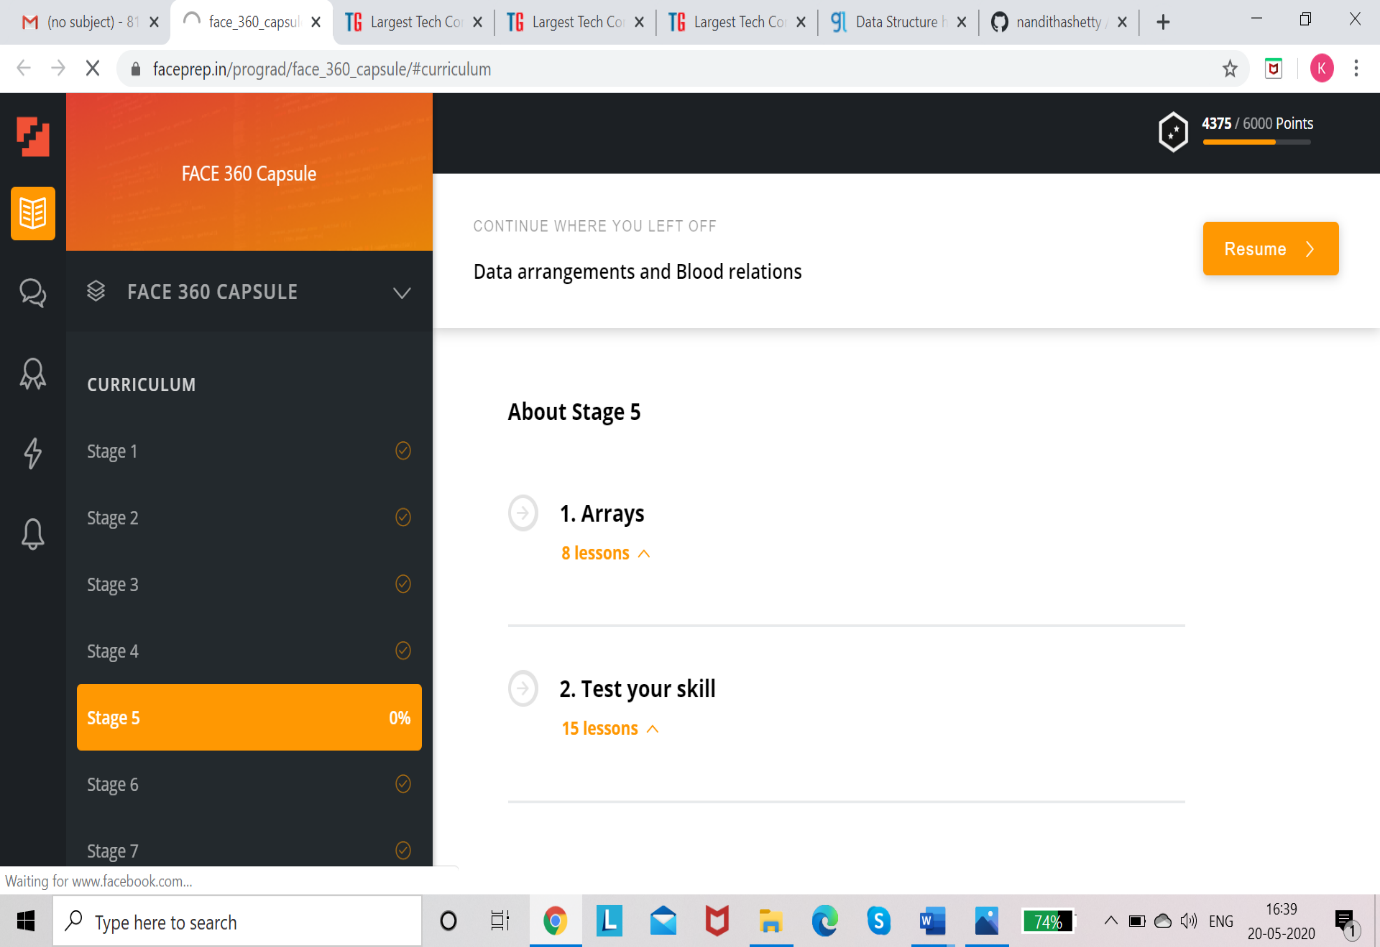 (no subject) - 81
face_360_capsul
Largest Tech Co
Largest Tech Co
Largest Tech Co
Data Structure h
nandithashetty
faceprep.in/prograd/face_360_capsule/#curriculum
K
4375 / 6000 Points
FACE 360 Capsule
CONTINUE WHERE YOU LEFT OFF
Data arrangements and Blood relations
Resume
FACE 360 CAPSULE
CURRICULUM
Stage 1
Stage 2
Stage 3
Stage 4
Stage 5 0%
Stage 6
Stage 7
About Stage 5
1. Arrays
8 lessons
2. Test your skill
15 lessons
Waiting for www.facebook.com...
Type here to search
74%
ENG
16:39
20-05-2020
1